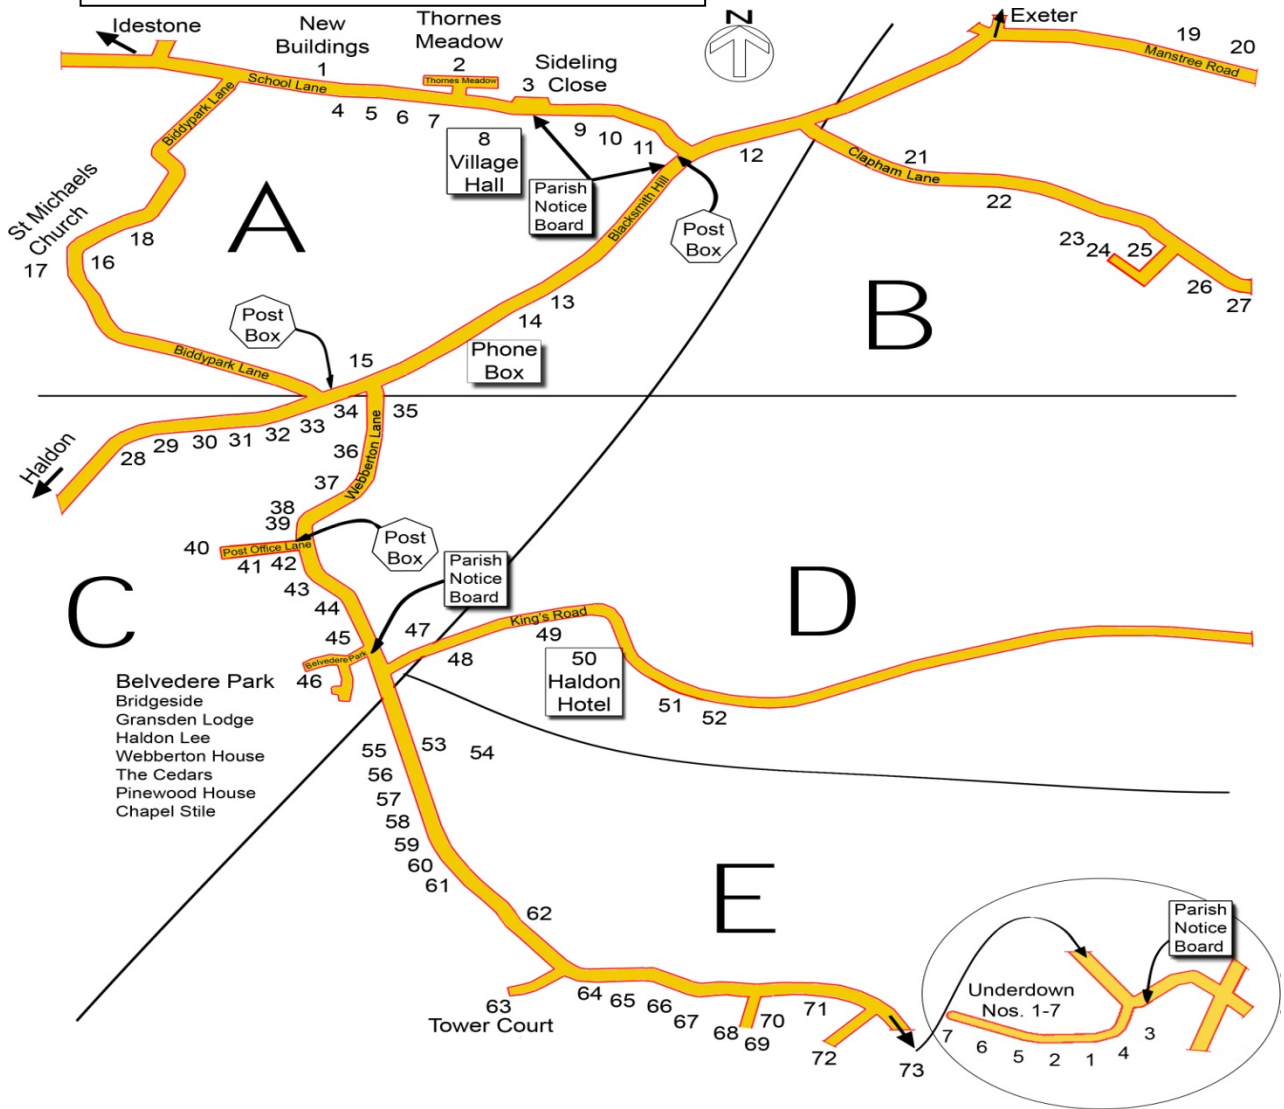 Idestone
New
Buildings
1
Thornes
Meadow
2
Thornes Meadow
3
Sideling
Close
N
Exeter
19
20
Manstree Road
School Lane
Biddypark Lane
4
5
6
7
8
Village
Hall
9
10
11
12
Parish
Notice
Board
Blacksmith Hill
Post
Box
Clapham Lane
21
22
23
24
25
26
27
St Michaels
Church
17
16
18
A
B
Post
Box
13
14
15
Phone
Box
Biddypark Lane
Haldon
28
29
30
31
32
33
34
35
36
37
Webberton Lane
38
39
40
Post Office Lane
41
42
43
44
45
46
Post
Box
Parish
Notice
Board
C
D
Belvedere Park
47
48
King's Road
49
50
Haldon
Hotel
51
52
Belvedere Park
Bridgeside
Gransden Lodge
Haldon Lee
Webberton House
The Cedars
Pinewood House
Chapel Stile
53
54
55
56
57
58
59
60
61
62
E
63
Tower Court
64
65
66
67
68
69
70
71
72
73
Parish
Notice
Board
Underdown
Nos. 1-7
7
6
5
2
1
4
3